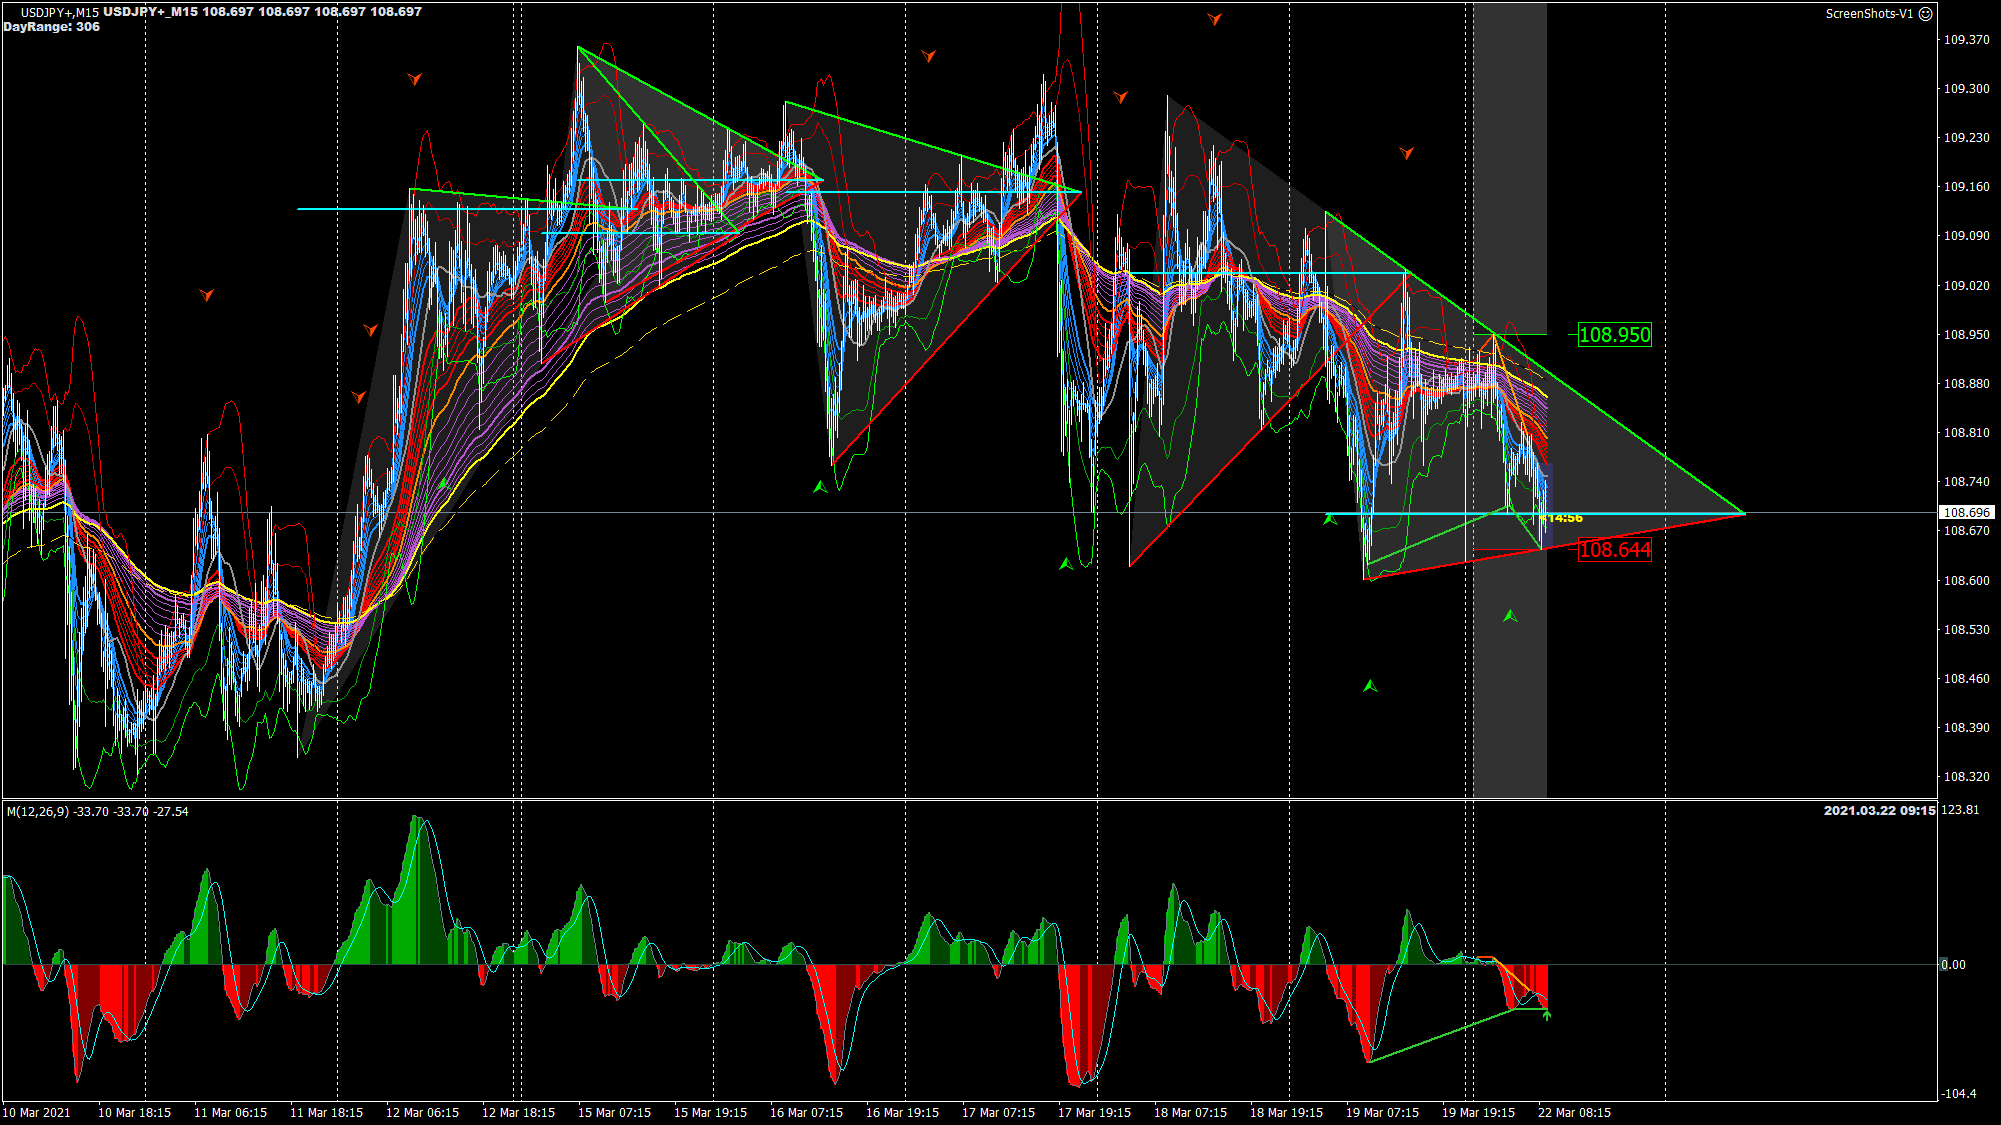 USDJPY+,M15 USDJPY+_M15 108.697 108.697 108.697 108.697
DayRange: 306
ScreenShots-V1
109.370
109.300
109.230
109.160
109.090
109.020
108.950
108.880
108.810
108.740
108.696
108.670
108.600
108.530
108.460
108.390
108.320
108.950
14:56
108.644
M(12,26,9) -33.70 -33.70 -27.54
2021.03.22 09:15
123.81
0.00
-104.4
10 Mar 2021
10 Mar 18:15
11 Mar 06:15
11 Mar 18:15
12 Mar 06:15
12 Mar 18:15
15 Mar 07:15
15 Mar 19:15
16 Mar 07:15
16 Mar 19:15
17 Mar 07:15
17 Mar 19:15
18 Mar 07:15
18 Mar 19:15
19 Mar 07:15
19 Mar 19:15
22 Mar 08:15